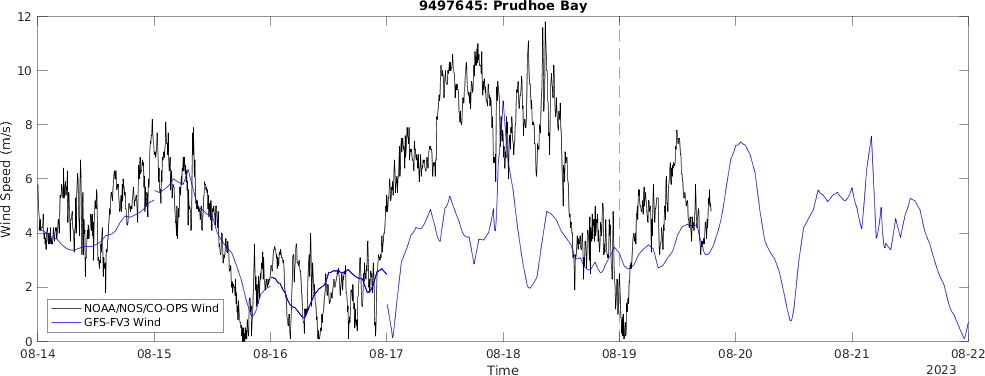 9497645: Prudhoe Bay
12
10
8
6
4
2
0
Wind Speed (m/s)
NOAA/NOS/CO-OPS Wind
GFS-FV3 Wind
08-14 08-15 08-16 08-17 08-18 08-19 08-20 08-21 08-22
Time
2023